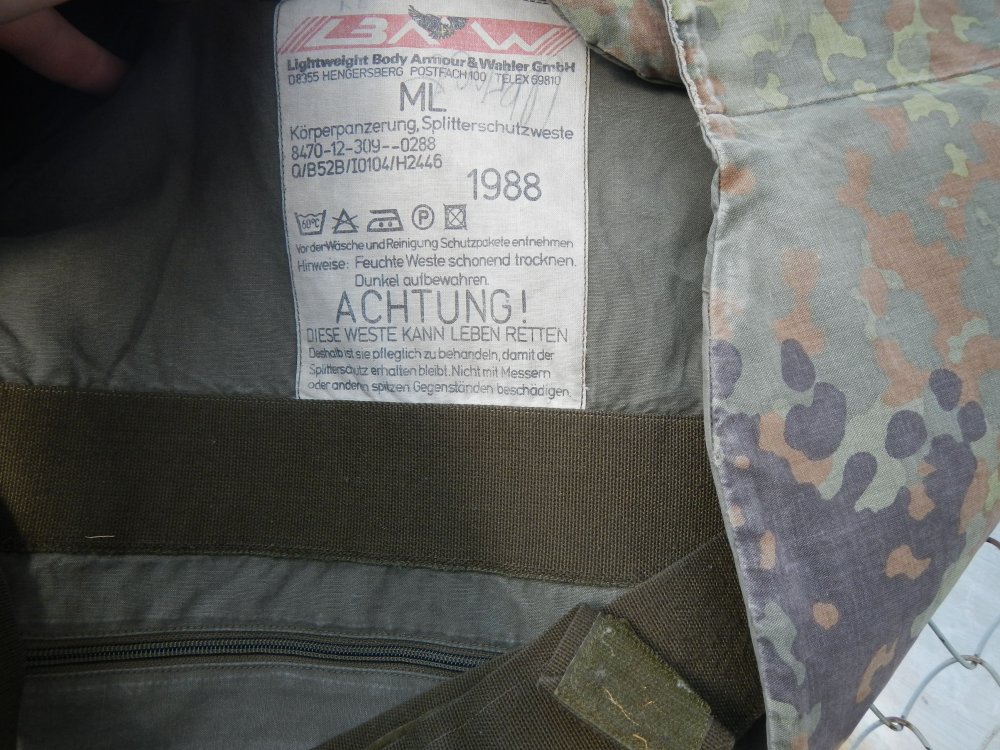 LBA W
Lightweight Body Armour & Wahler GmbH
D8355 HENGERSBERG POSTFACH 100 TELEX 69810
ML
Körperpanzerung, Splitterschutzweste
8470-12-309--0288
Q/B52B/I0104/H2446
1988
60°C P
Vor der Wäsche und Reinigung Schutzpakete entnehmen
Hinweise: Feuchte Weste schonend trocknen.
Dunkel aufbewahren.
ACHTUNG!
DIESE WESTE KANN LEBEN RETTEN
Deshalb ist sie pfleglich zu behandeln, damit der
Splitterschutz erhalten bleibt. Nicht mit Messern
oder andern spitzen Gegenständen beschädigen.